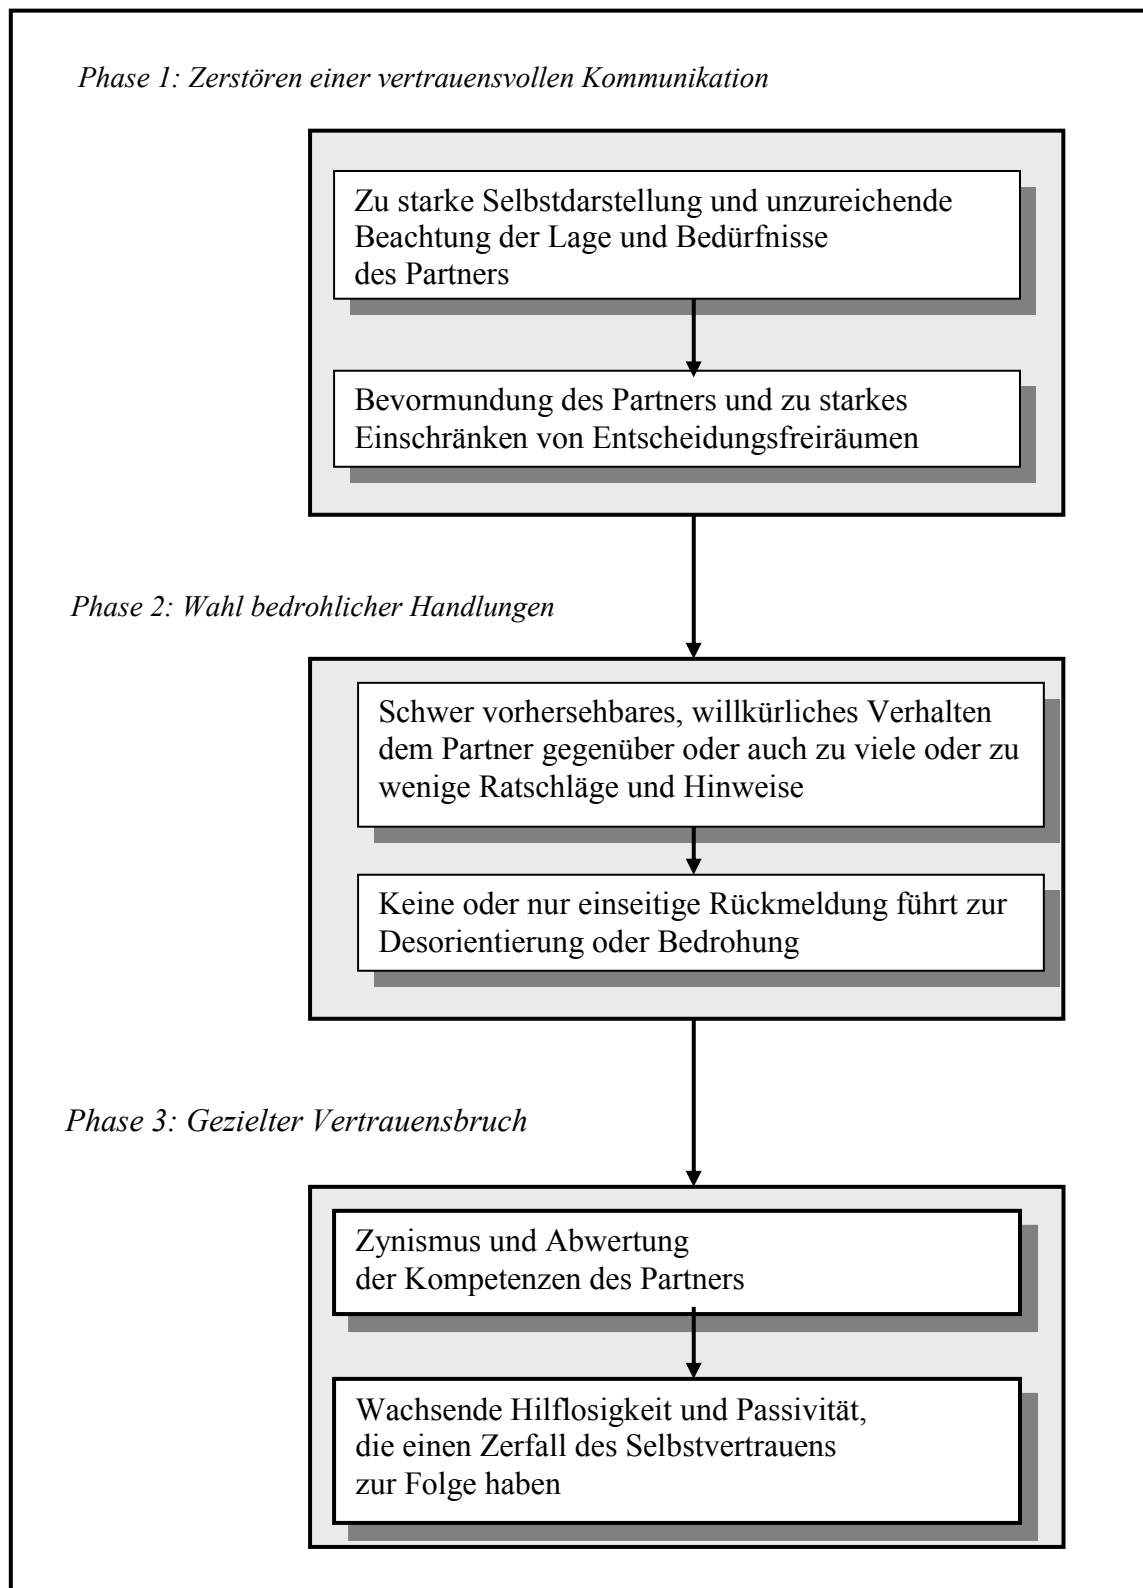 Phase 1: Zerstören einer vertrauensvollen Kommunikation
Zu starke Selbstdarstellung und unzureichende
Beachtung der Lage und Bedürfnisse
des Partners
Bevormundung des Partners und zu starkes
Einschränken von Entscheidungsfreiräumen
Phase 2: Wahl bedrohlicher Handlungen
Schwer vorhersehbares, willkürliches Verhalten
dem Partner gegenüber oder auch zu viele oder zu
wenige Ratschläge und Hinweise
Keine oder nur einseitige Rückmeldung führt zur
Desorientierung oder Bedrohung
Phase 3: Gezielter Vertrauensbruch
Zynismus und Abwertung
der Kompetenzen des Partners
Wachsende Hilflosigkeit und Passivität,
die einen Zerfall des Selbstvertrauens
zur Folge haben